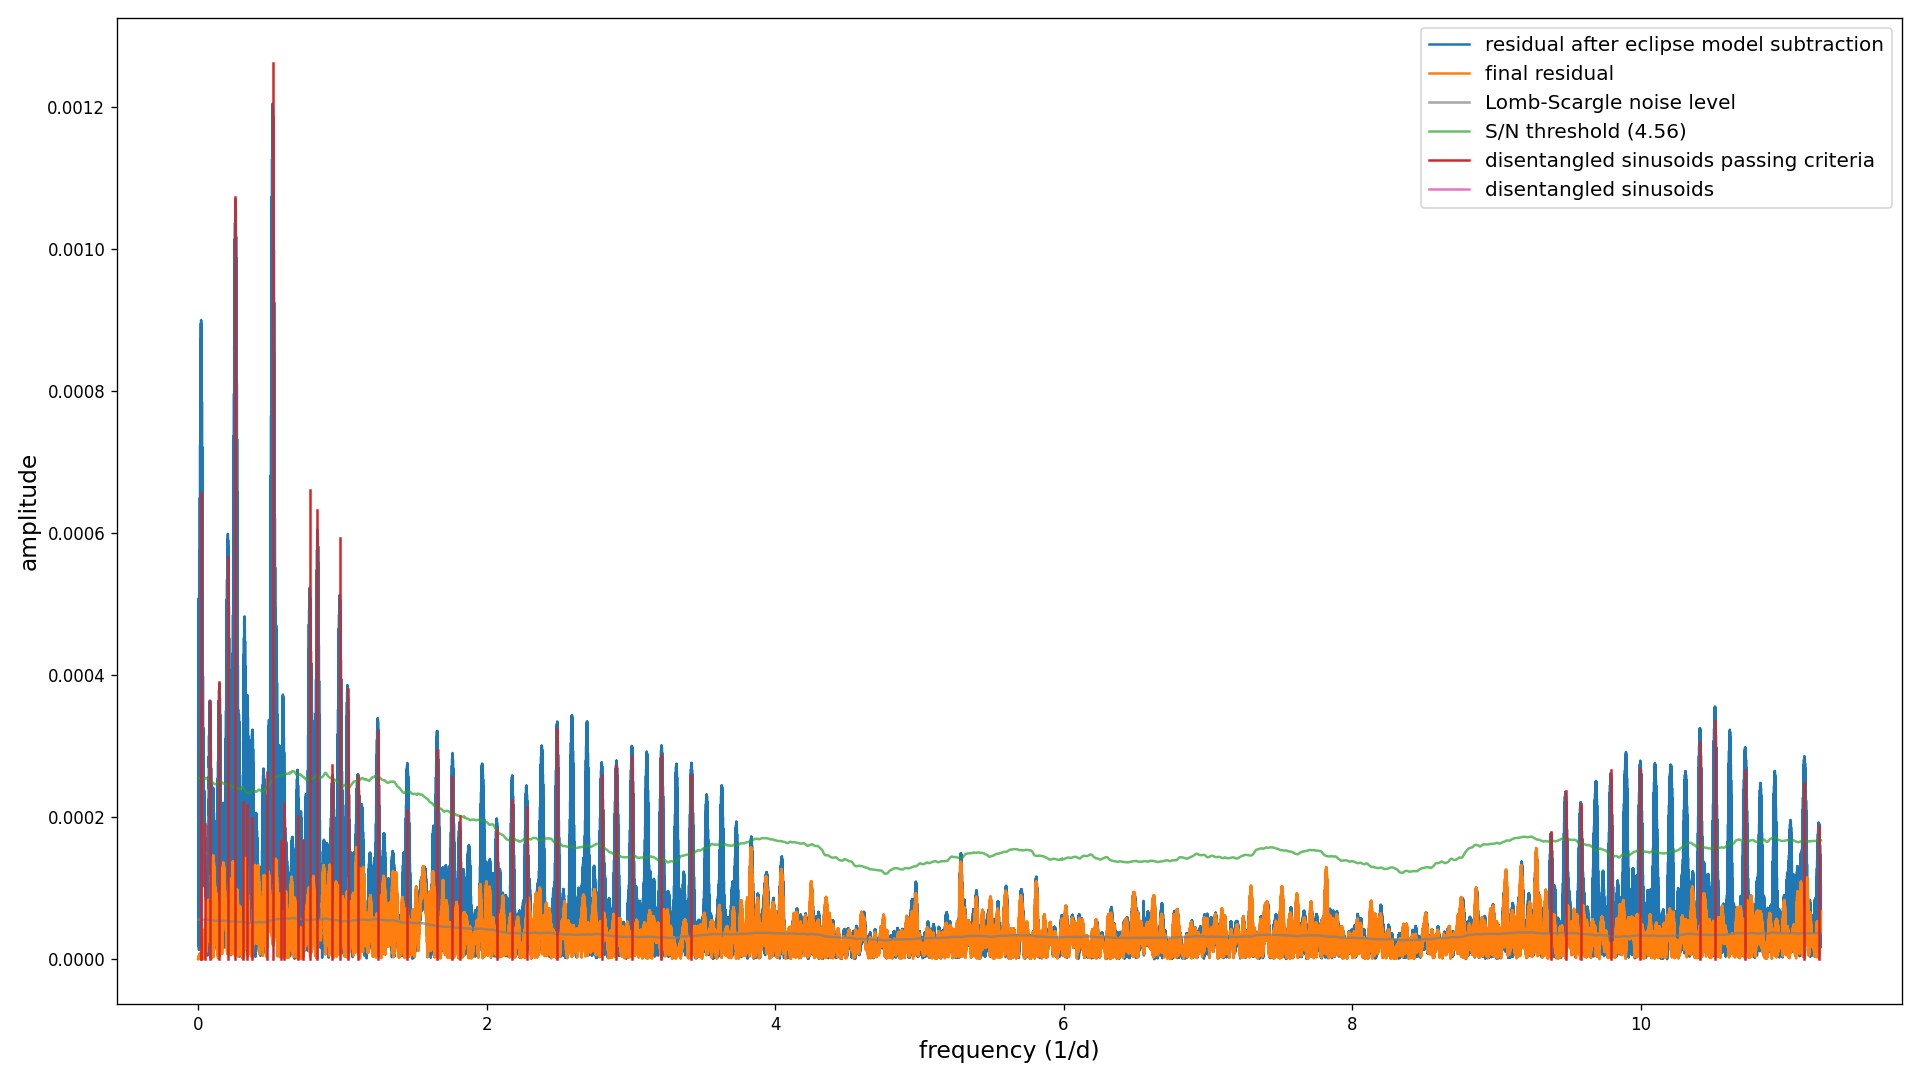 residual after eclipse model subtraction
final residual
Lomb-Scargle noise level
S/N threshold (4.56)
disentangled sinusoids passing criteria
disentangled sinusoids
amplitude
0.0012
0.0010
0.0008
0.0006
0.0004
0.0002
0.0000
0 2 4 6 8 10
frequency (1/d)